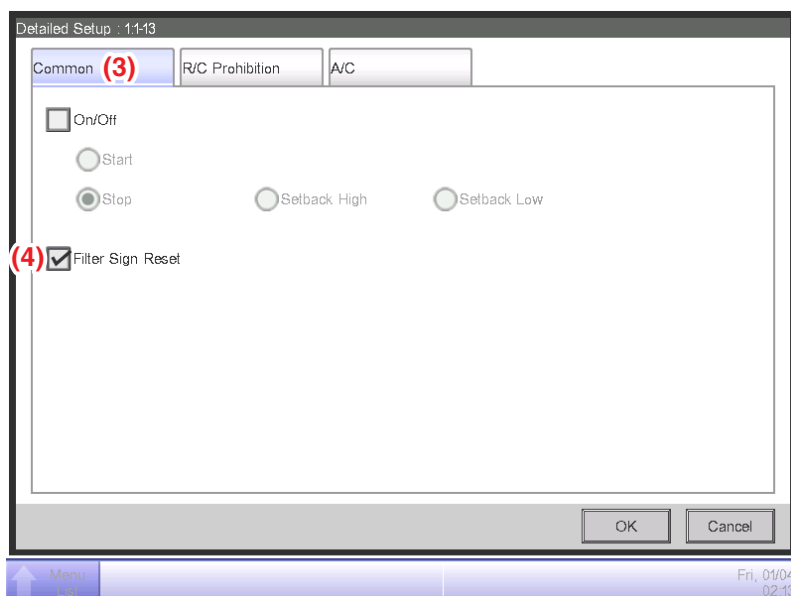 Detailed Setup : 1:1-13
Common (3) R/C Prohibition A/C
On/Off
Start
Stop Setback High Setback Low
(4) Filter Sign Reset
OK Cancel
Menu Fri, 01/04
List 02:13